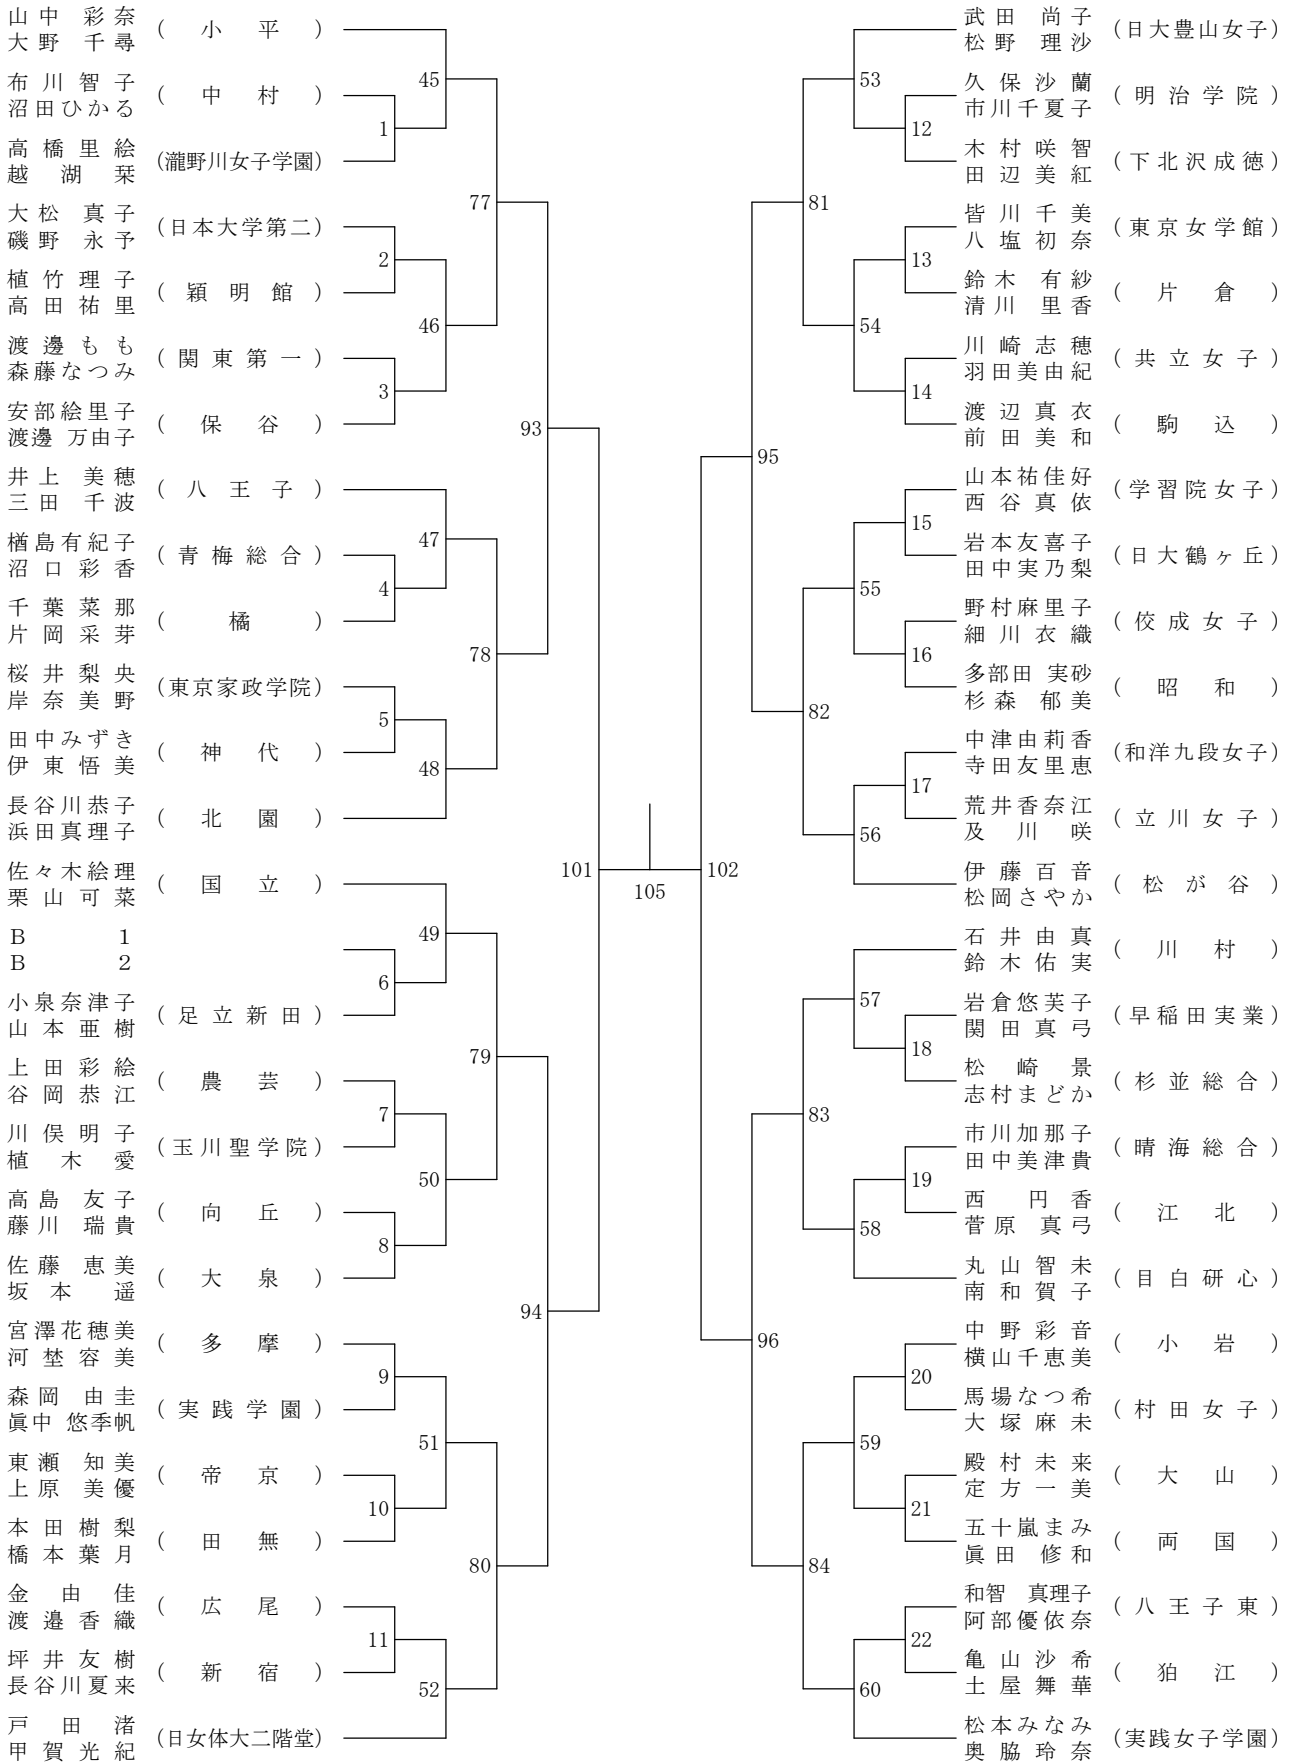 山中彩奈
大野千尋
(小平)
布川智子
沼田ひかる
(中村)
高橋里絵
越湖栞
(瀧野川女子学園)
大松真子
磯野永予
(日本大学第二)
植竹理子
高田祐里
(穎明館)
渡邊もも
森藤なつみ
(関東第一)
安部絵里子
渡邊 万由子
(保谷)
井上美穂
三田千波
(八王子)
楢島有紀子
沼口彩香
(青梅総合)
千葉菜那
片岡采芽
(橘)
桜井梨央
岸奈美野
(東京家政学院)
田中みずき
伊東悟美
(神代)
長谷川恭子
浜田真理子
(北園)
佐々木絵理
栗山可菜
(国立)
B 1
B 2
小泉奈津子
山本亜樹
(足立新田)
上田彩絵
谷岡恭江
(農芸)
川俣明子
植木愛
(玉川聖学院)
高島友子
藤川瑞貴
(向丘)
佐藤恵美
坂本遥
(大泉)
宮澤花穂美
河埜容美
(多摩)
森岡由圭
眞中 悠季帆
(実践学園)
東瀬知美
上原美優
(帝京)
本田樹梨
橋本葉月
(田無)
金由佳
渡邉香織
(広尾)
坪井友樹
長谷川夏来
(新宿)
戸田渚
甲賀光紀
(日女体大二階堂)
1
2
3
4
5
6
7
8
9
10
11
45
46
47
48
49
50
51
52
77
78
79
80
93
94
101
105
102
95
96
81
82
83
84
53
54
55
56
57
58
59
60
12
13
14
15
16
17
18
19
20
21
22
武田尚子
松野理沙
(日大豊山女子)
久保沙蘭
市川千夏子
(明治学院)
木村咲智
田辺美紅
(下北沢成徳)
皆川千美
八塩初奈
(東京女学館)
鈴木有紗
清川里香
(片倉)
川崎志穂
羽田美由紀
(共立女子)
渡辺真衣
前田美和
(駒込)
山本祐佳好
西谷真依
(学習院女子)
岩本友喜子
田中実乃梨
(日大鶴ヶ丘)
野村麻里子
細川衣織
(佼成女子)
多部田 実砂
杉森郁美
(昭和)
中津由莉香
寺田友里恵
(和洋九段女子)
荒井香奈江
及川咲
(立川女子)
伊藤百音
松岡さやか
(松が谷)
石井由真
鈴木佑実
(川村)
岩倉悠芙子
関田真弓
(早稲田実業)
松崎景
志村まどか
(杉並総合)
市川加那子
田中美津貴
(晴海総合)
西円香
菅原真弓
(江北)
丸山智未
南和賀子
(目白研心)
中野彩音
横山千恵美
(小岩)
馬場なつ希
大塚麻未
(村田女子)
殿村未来
定方一美
(大山)
五十嵐まみ
眞田修和
(両国)
和智 真理子
阿部優依奈
(八王子東)
亀山沙希
土屋舞華
(狛江)
松本みなみ
奥脇玲奈
(実践女子学園)